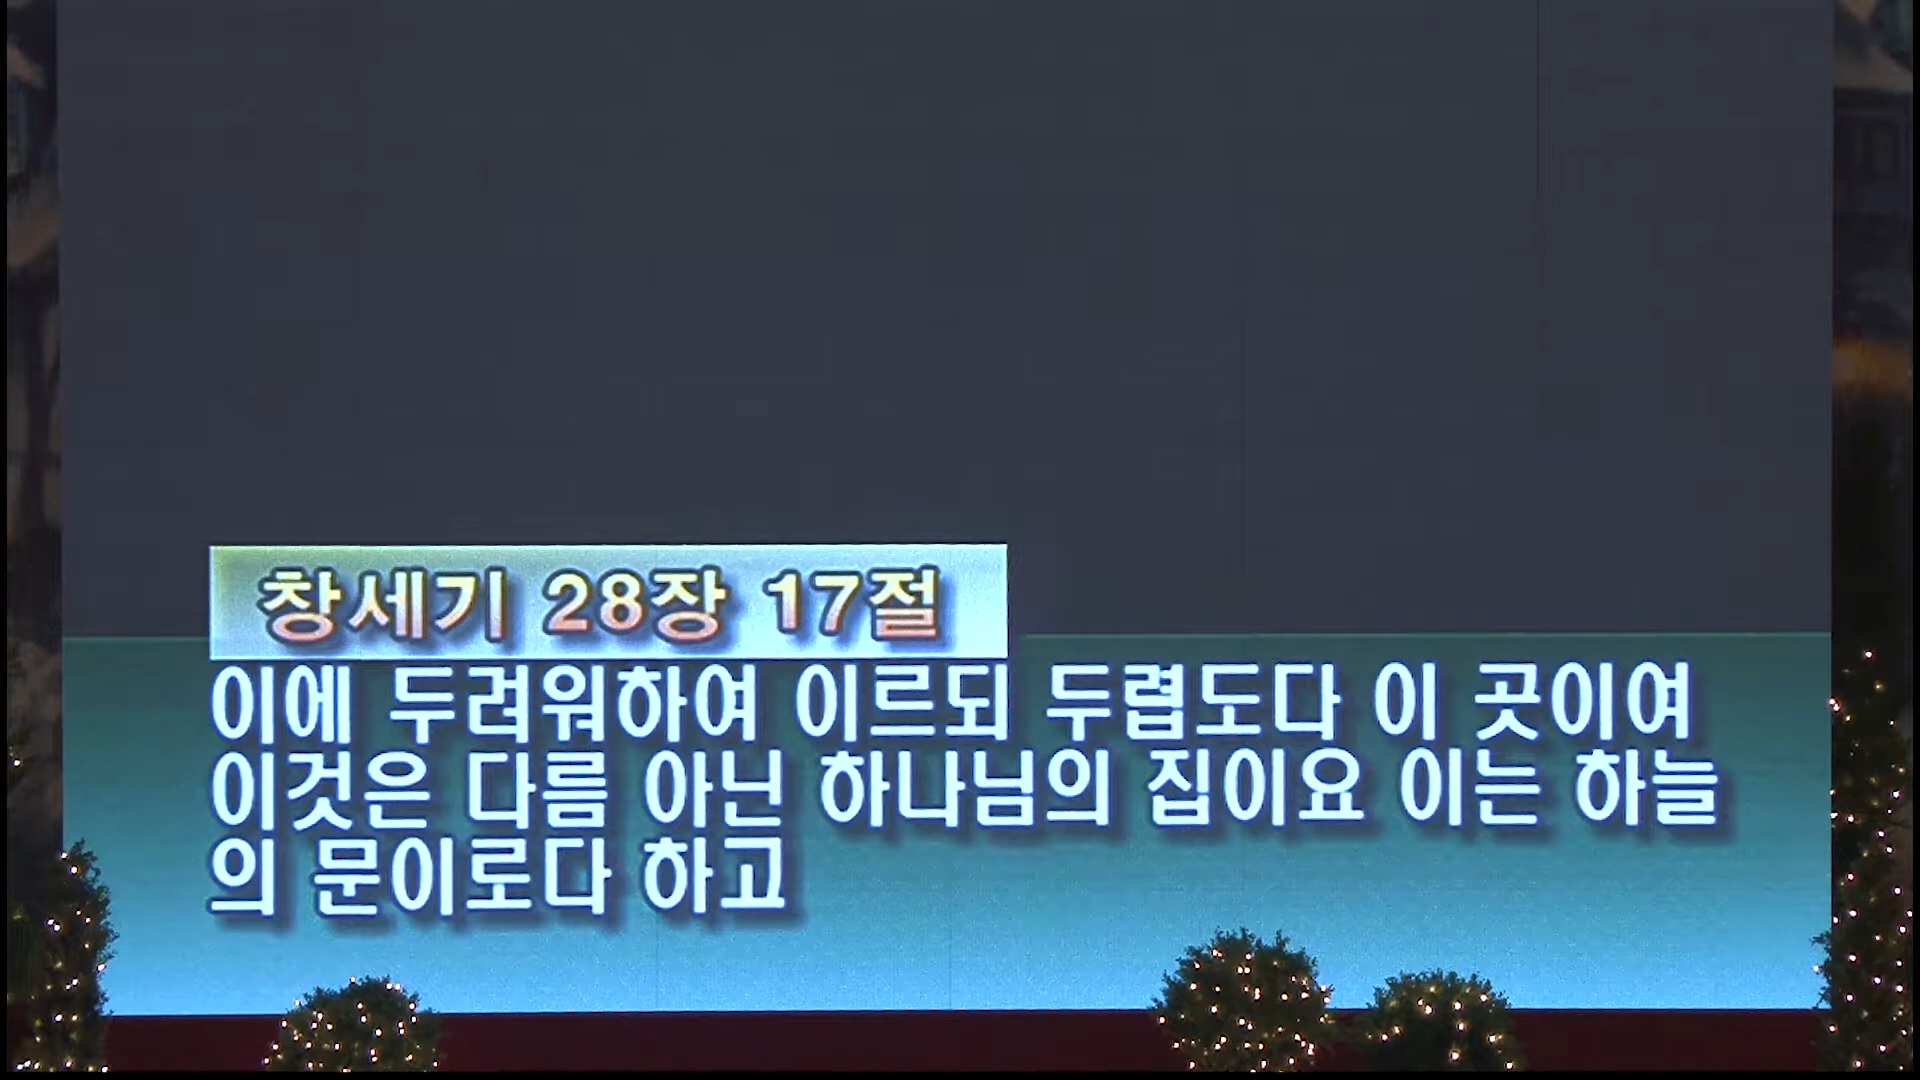 창세기 28장 17절
이에 두려워하여 이르되 두렵도다 이 곳이여
이것은 다름 아닌 하나님의 집이요 이는 하늘
의 문이로다 하고